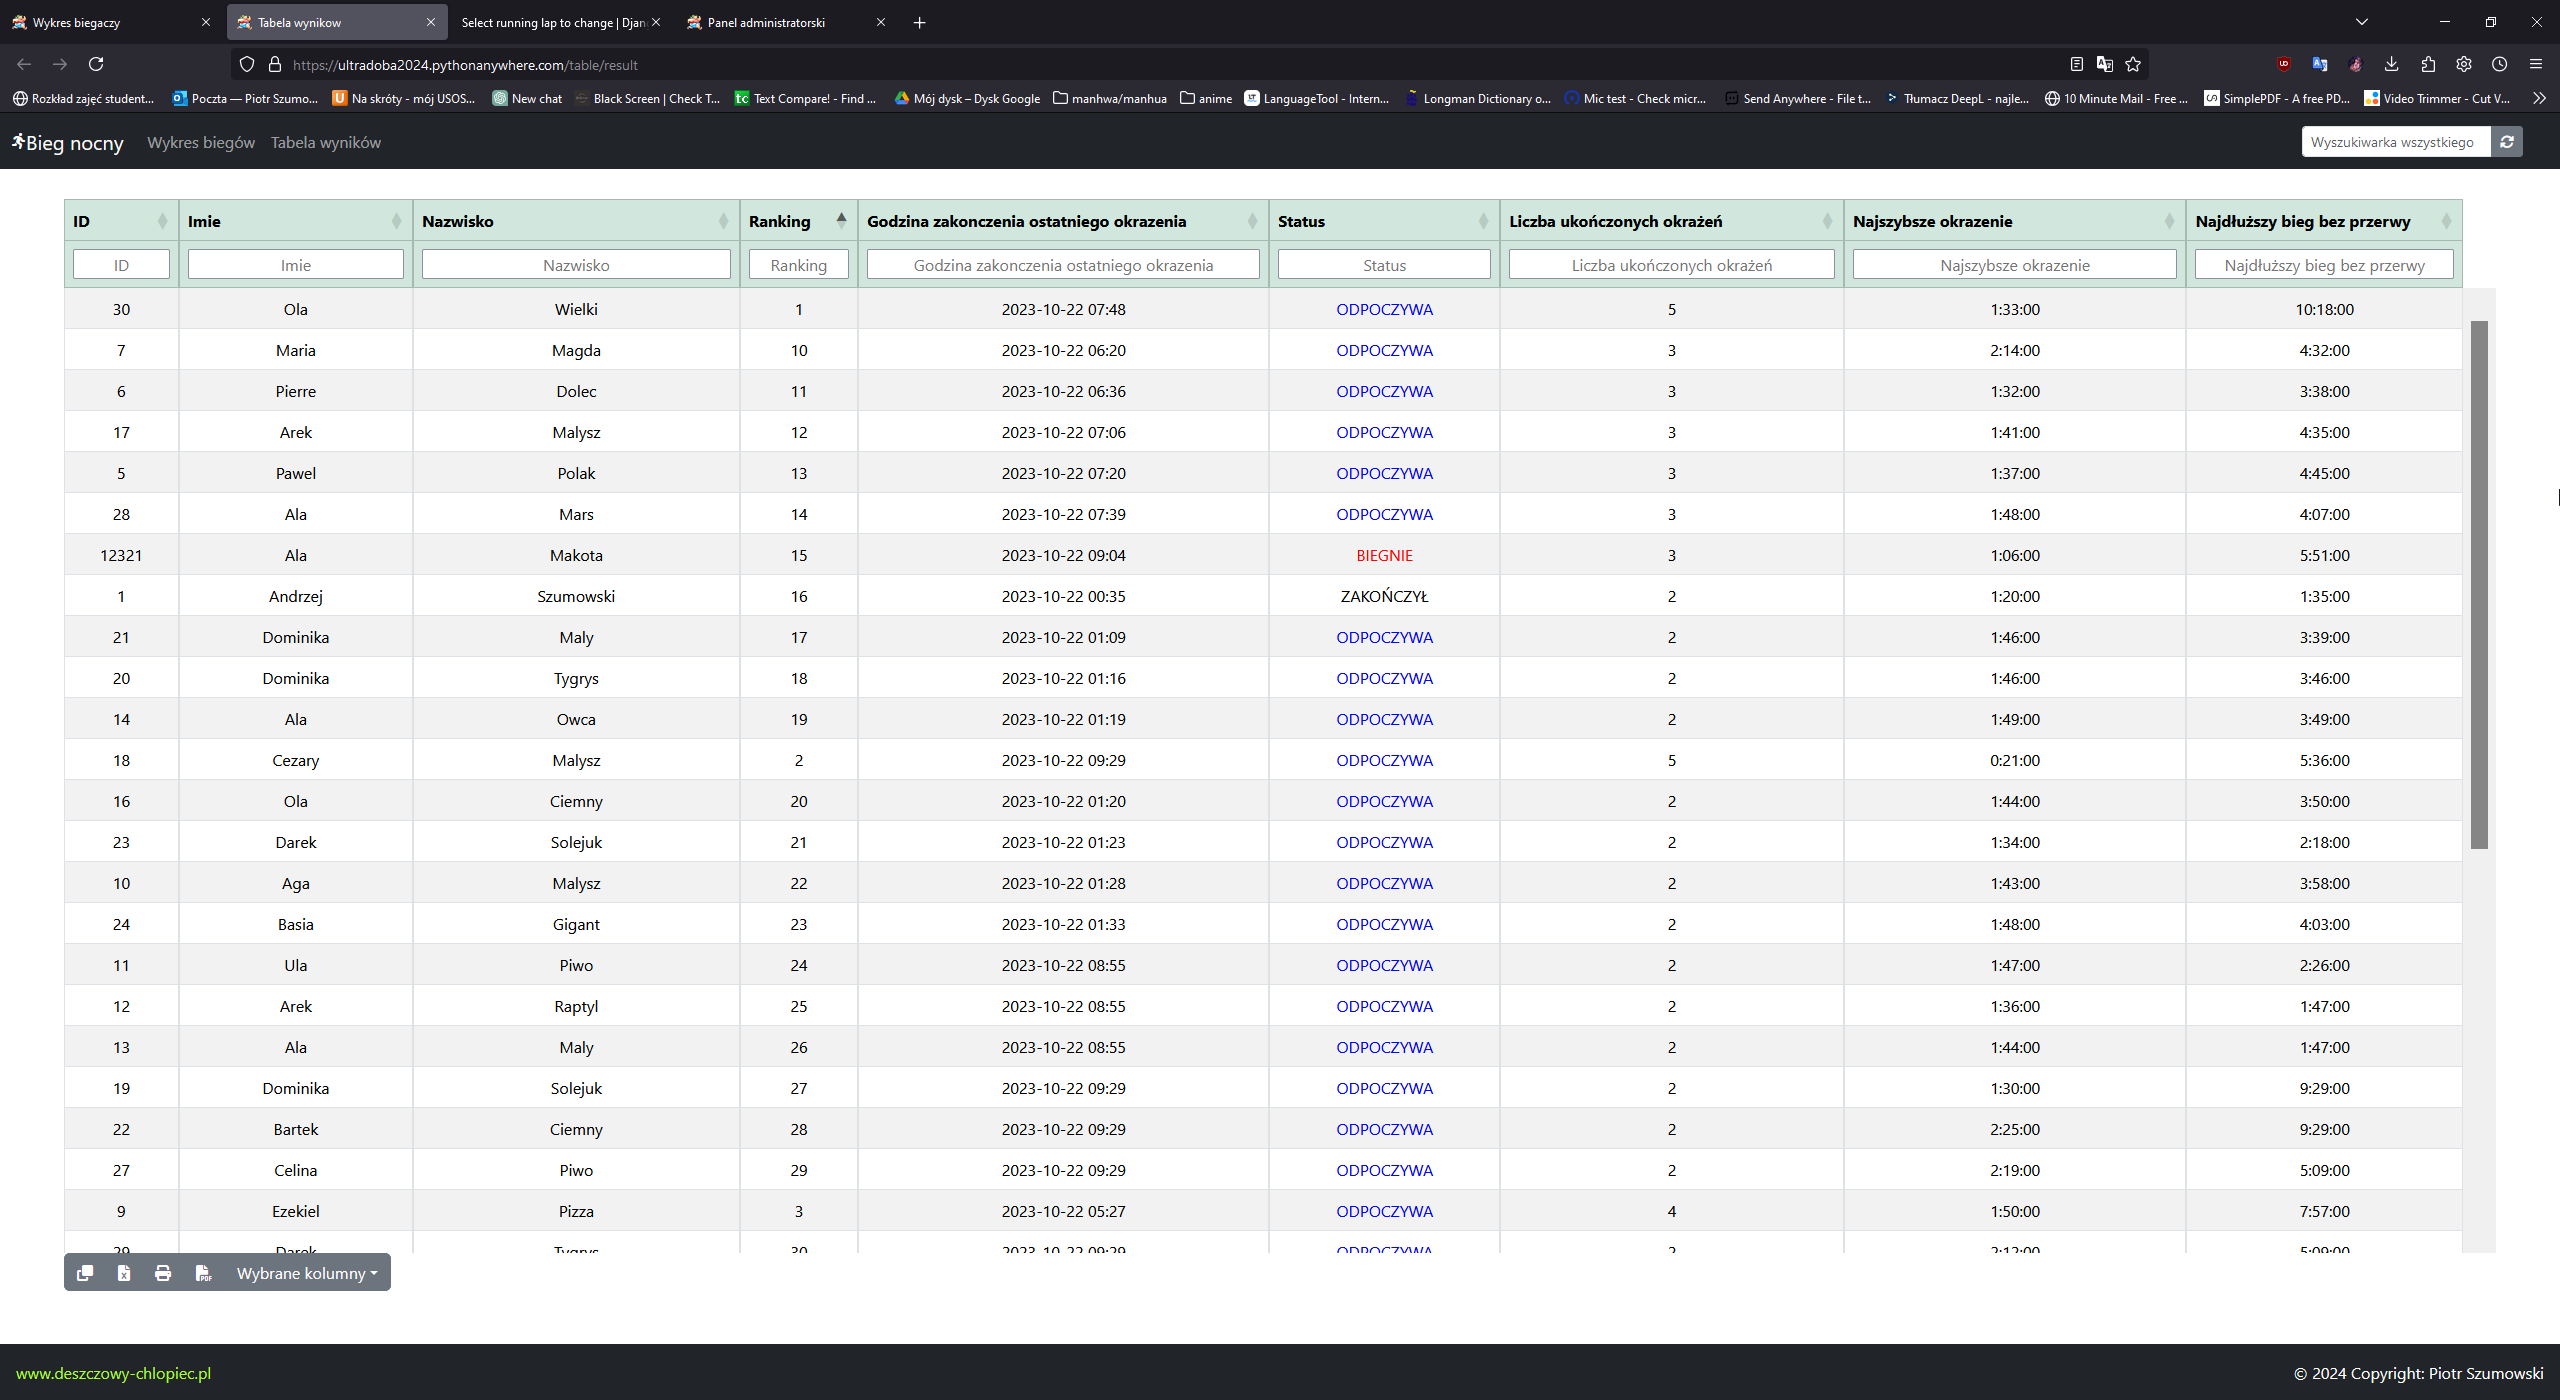 Wykres biegaczy
Tabela wynikow
Select running lap to change | Djan
Panel administratorski
https://ultradoba2024.pythonanywhere.com/table/result
Rozkład zajęć student... Poczta — Piotr Szumo... Na skróty - mój USOS... New chat Black Screen | Check T... Text Compare! - Find ... Mój dysk – Dysk Google manhwa/manhua anime LanguageTool - Intern... Longman Dictionary o... Mic test - Check micr... Send Anywhere - File t... Tłumacz DeepL - najle... 10 Minute Mail - Free ... SimplePDF - A free PD... Video Trimmer - Cut V...
Bieg nocny Wykres biegów Tabela wyników Wyszukiwarka wszystkiego
ID Imie Nazwisko Ranking Godzina zakonczenia ostatniego okrazenia Status Liczba ukończonych okrażeń Najszybsze okrazenie Najdłuższy bieg bez przerwy
ID Imie Nazwisko Ranking Godzina zakonczenia ostatniego okrazenia Status Liczba ukończonych okrażeń Najszybsze okrazenie Najdłuższy bieg bez przerwy
30 Ola Wielki 1 2023-10-22 07:48 ODPOCZYWA 5 1:33:00 10:18:00
7 Maria Magda 10 2023-10-22 06:20 ODPOCZYWA 3 2:14:00 4:32:00
6 Pierre Dolec 11 2023-10-22 06:36 ODPOCZYWA 3 1:32:00 3:38:00
17 Arek Malysz 12 2023-10-22 07:06 ODPOCZYWA 3 1:41:00 4:35:00
5 Pawel Polak 13 2023-10-22 07:20 ODPOCZYWA 3 1:37:00 4:45:00
28 Ala Mars 14 2023-10-22 07:39 ODPOCZYWA 3 1:48:00 4:07:00
12321 Ala Makota 15 2023-10-22 09:04 BIEGNIE 3 1:06:00 5:51:00
1 Andrzej Szumowski 16 2023-10-22 00:35 ZAKOŃCZYŁ 2 1:20:00 1:35:00
21 Dominika Maly 17 2023-10-22 01:09 ODPOCZYWA 2 1:46:00 3:39:00
20 Dominika Tygrys 18 2023-10-22 01:16 ODPOCZYWA 2 1:46:00 3:46:00
14 Ala Owca 19 2023-10-22 01:19 ODPOCZYWA 2 1:49:00 3:49:00
18 Cezary Malysz 2 2023-10-22 09:29 ODPOCZYWA 5 0:21:00 5:36:00
16 Ola Ciemny 20 2023-10-22 01:20 ODPOCZYWA 2 1:44:00 3:50:00
23 Darek Solejuk 21 2023-10-22 01:23 ODPOCZYWA 2 1:34:00 2:18:00
10 Aga Malysz 22 2023-10-22 01:28 ODPOCZYWA 2 1:43:00 3:58:00
24 Basia Gigant 23 2023-10-22 01:33 ODPOCZYWA 2 1:48:00 4:03:00
11 Ula Piwo 24 2023-10-22 08:55 ODPOCZYWA 2 1:47:00 2:26:00
12 Arek Raptyl 25 2023-10-22 08:55 ODPOCZYWA 2 1:36:00 1:47:00
13 Ala Maly 26 2023-10-22 08:55 ODPOCZYWA 2 1:44:00 1:47:00
19 Dominika Solejuk 27 2023-10-22 09:29 ODPOCZYWA 2 1:30:00 9:29:00
22 Bartek Ciemny 28 2023-10-22 09:29 ODPOCZYWA 2 2:25:00 9:29:00
27 Celina Piwo 29 2023-10-22 09:29 ODPOCZYWA 2 2:19:00 5:09:00
9 Ezekiel Pizza 3 2023-10-22 05:27 ODPOCZYWA 4 1:50:00 7:57:00
29 Darek Tygrys 30 2023-10-22 09:29 ODPOCZYWA 2 2:12:00 5:09:00
Wybrane kolumny
www.deszczowy-chlopiec.pl © 2024 Copyright: Piotr Szumowski